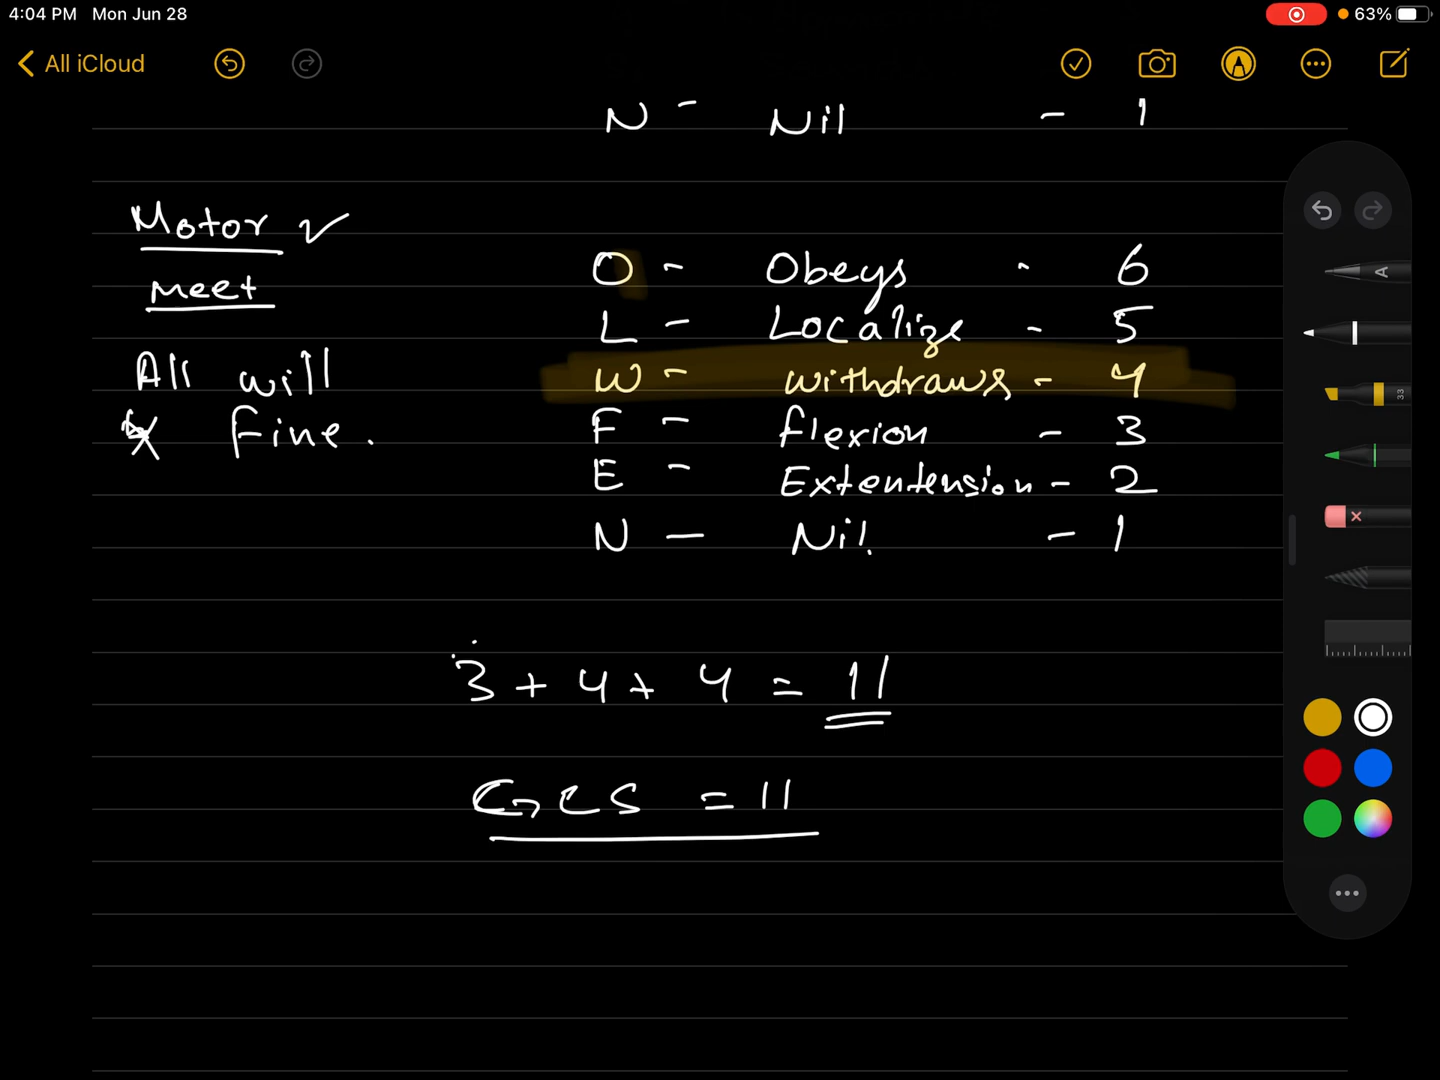 4:04 PM Mon Jun 28
63%
All iCloud
N - Nil - 1
Motor
O - Obeys - 6
meet
L - Localize - 5
All will
W - withdraws - 4
fine.
F - flexion - 3
E - Extentension - 2
N - Nil. - 1
3 + 4 + 4 = 11
GCS = 11
A
33